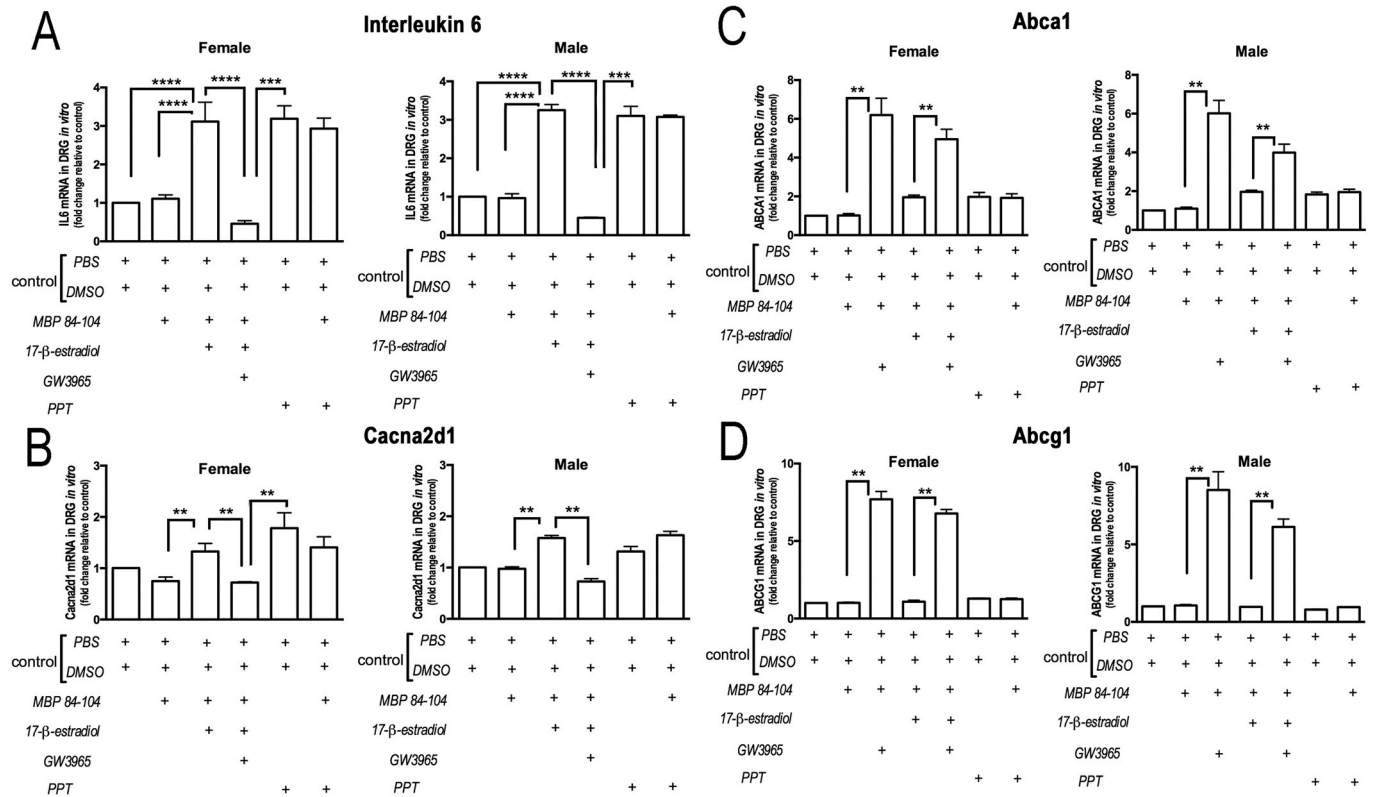 A
Interleukin 6
Female
Male
IL6 mRNA in DRG in vitro
(fold change relative to control)
4
3
2
1
0
**** **** ***
****
IL6 mRNA in DRG in vitro
(fold change relative to control)
4
3
2
1
0
**** **** ***
****
control
PBS + + + + + +
DMSO + + + + + +
MBP 84-104 + + + +
17-β-estradiol + +
GW3965 +
PPT + +
control
PBS + + + + + +
DMSO + + + + + +
MBP 84-104 + + + +
17-β-estradiol + +
GW3965 +
PPT + +
B
Cacna2d1
Female
Male
Cacna2d1 mRNA in DRG in vitro
(fold change relative to control)
3
2
1
0
** ** **
Cacna2d1 mRNA in DRG in vitro
(fold change relative to control)
3
2
1
0
** **
control
PBS + + + + + +
DMSO + + + + + +
MBP 84-104 + + + +
17-β-estradiol + +
GW3965 +
PPT + +
control
PBS + + + + + +
DMSO + + + + + +
MBP 84-104 + + + +
17-β-estradiol + +
GW3965 +
PPT + +
C
Abca1
Female
Male
ABCA1 mRNA in DRG in vitro
(fold change relative to control)
8
6
4
2
0
** **
ABCA1 mRNA in DRG in vitro
(fold change relative to control)
8
6
4
2
0
** **
control
PBS + + + + + + +
DMSO + + + + + + +
MBP 84-104 + + + + +
17-β-estradiol + +
GW3965 + +
PPT + +
control
PBS + + + + + + +
DMSO + + + + + + +
MBP 84-104 + + + + +
17-β-estradiol + +
GW3965 + +
PPT + +
D
Abcg1
Female
Male
ABCG1 mRNA in DRG in vitro
(fold change relative to control)
10
5
0
** **
ABCG1 mRNA in DRG in vitro
(fold change relative to control)
10
5
0
** **
control
PBS + + + + + + +
DMSO + + + + + + +
MBP 84-104 + + + + +
17-β-estradiol + +
GW3965 + +
PPT + +
control
PBS + + + + + + +
DMSO + + + + + + +
MBP 84-104 + + + + +
17-β-estradiol + +
GW3965 + +
PPT + +